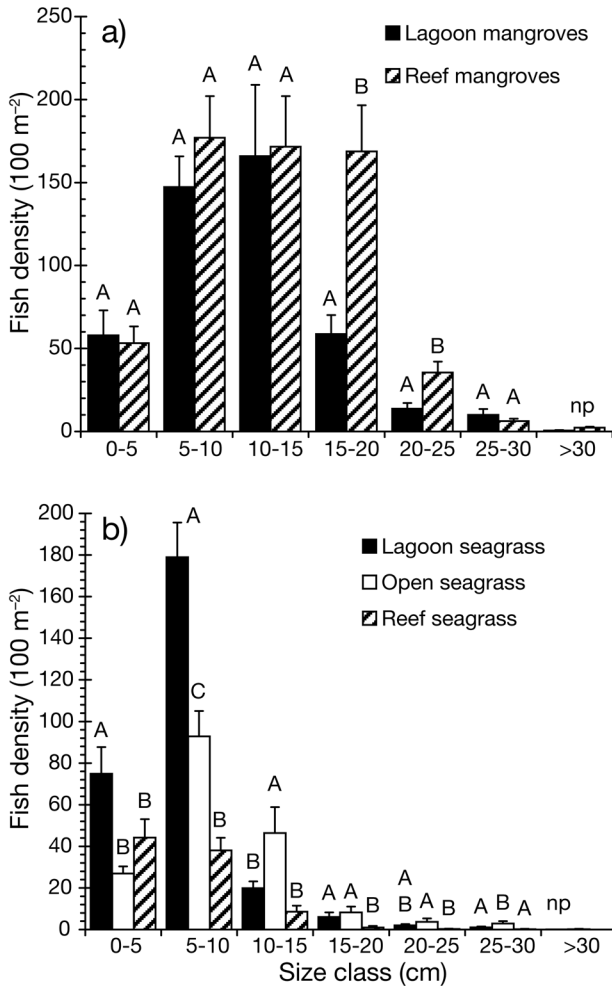 a)
Lagoon mangroves
Reef mangroves
Fish density (100 m⁻²)
250
200
150
100
50
0
A A
A A
A A
A B
A B
A A
np
0-5 5-10 10-15 15-20 20-25 25-30 >30
b)
Lagoon seagrass
Open seagrass
Reef seagrass
Fish density (100 m⁻²)
200
180
160
140
120
100
80
60
40
20
0
A B B
A C B
B A B
A A B
A
B A B
A B A
np
0-5 5-10 10-15 15-20 20-25 25-30 >30
Size class (cm)